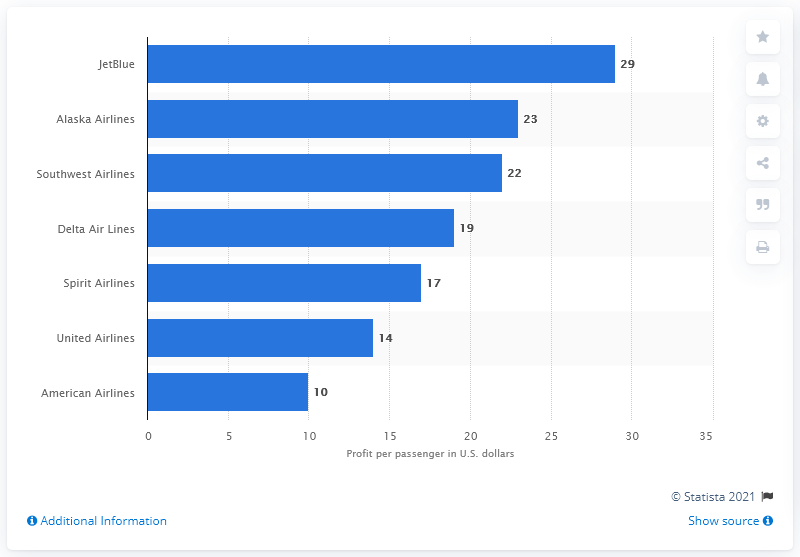 JetBlue 29
Alaska Airlines 23
Southwest Airlines 22
Delta Air Lines 19
Spirit Airlines 17
United Airlines 14
American Airlines 10
0 5 10 15 20 25 30 35
Profit per passenger in U.S. dollars
© Statista 2021
Additional Information
Show source